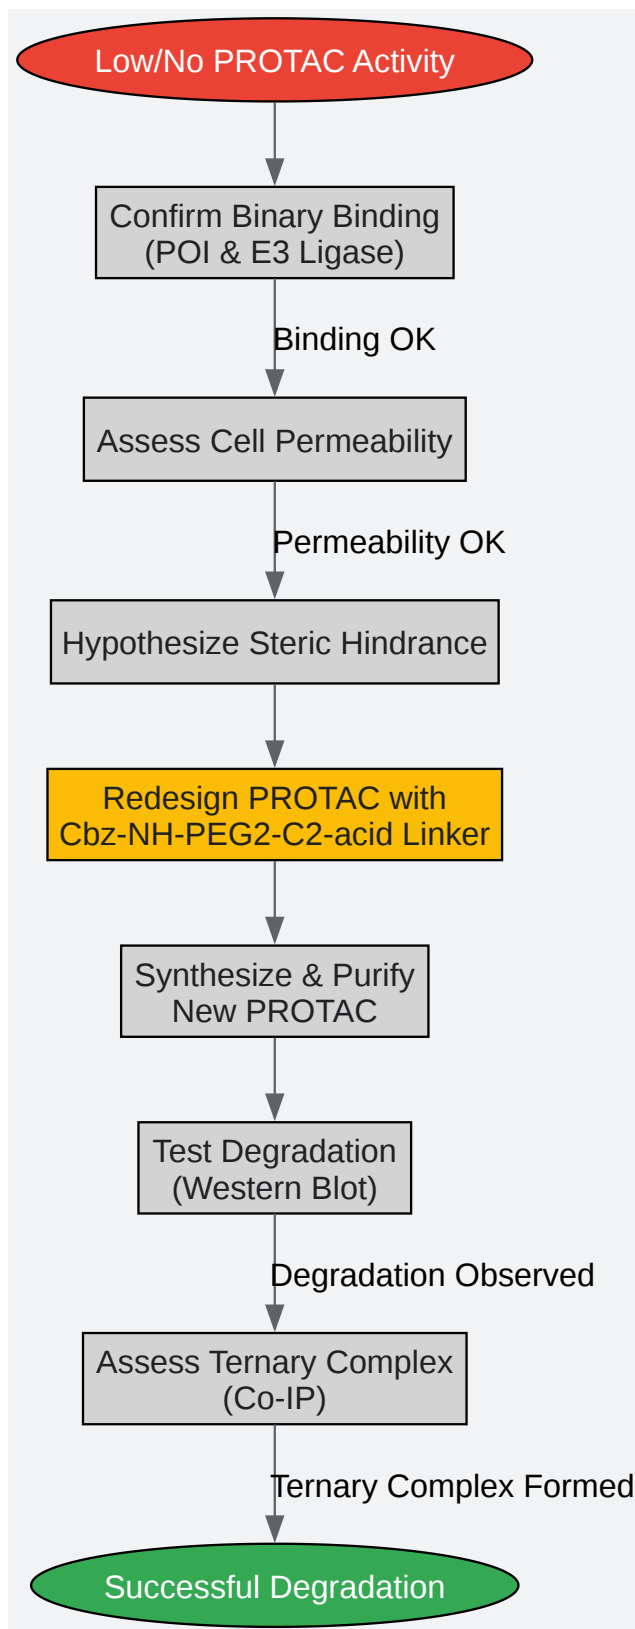 Low/No PROTAC Activity
Confirm Binary Binding
(POI & E3 Ligase)
Binding OK
Assess Cell Permeability
Permeability OK
Hypothesize Steric Hindrance
Redesign PROTAC with
Cbz-NH-PEG2-C2-acid Linker
Synthesize & Purify
New PROTAC
Test Degradation
(Western Blot)
Degradation Observed
Assess Ternary Complex
(Co-IP)
Ternary Complex Formed
Successful Degradation